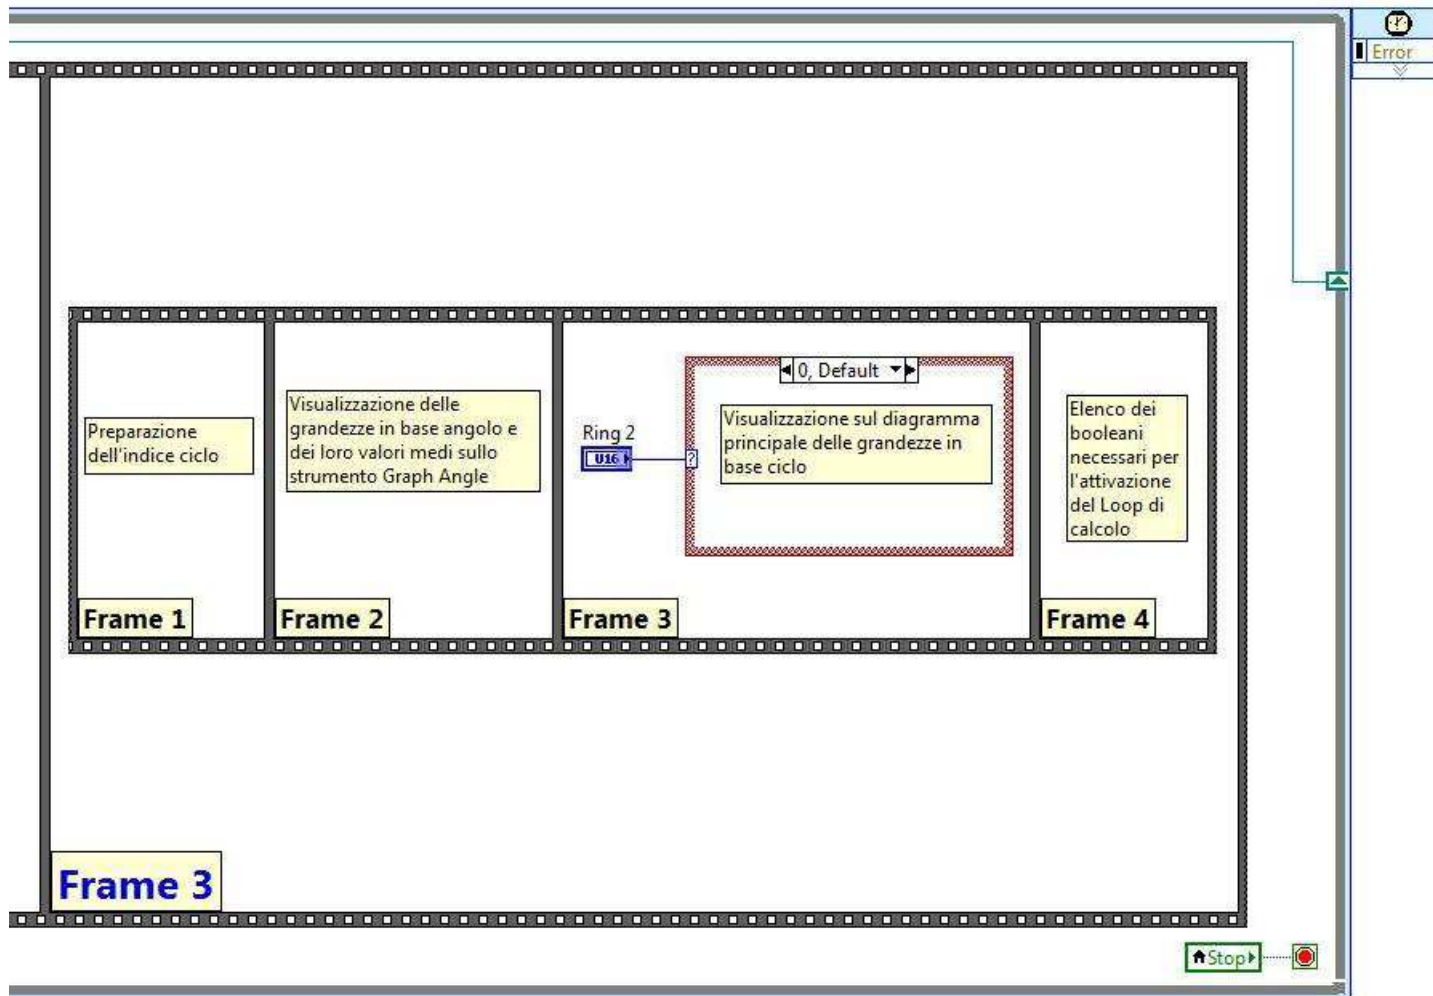 Error
0, Default
Visualizzazione delle
grandezze in base angolo e
dei loro valori medi sullo
strumento Graph Angle
Preparazione
dell'indice ciclo
Ring 2
U16
?
Visualizzazione sul diagramma
principale delle grandezze in
base ciclo
Elenco dei
booleani
necessari per
l'attivazione
del Loop di
calcolo
Frame 1
Frame 2
Frame 3
Frame 4
Frame 3
Stop